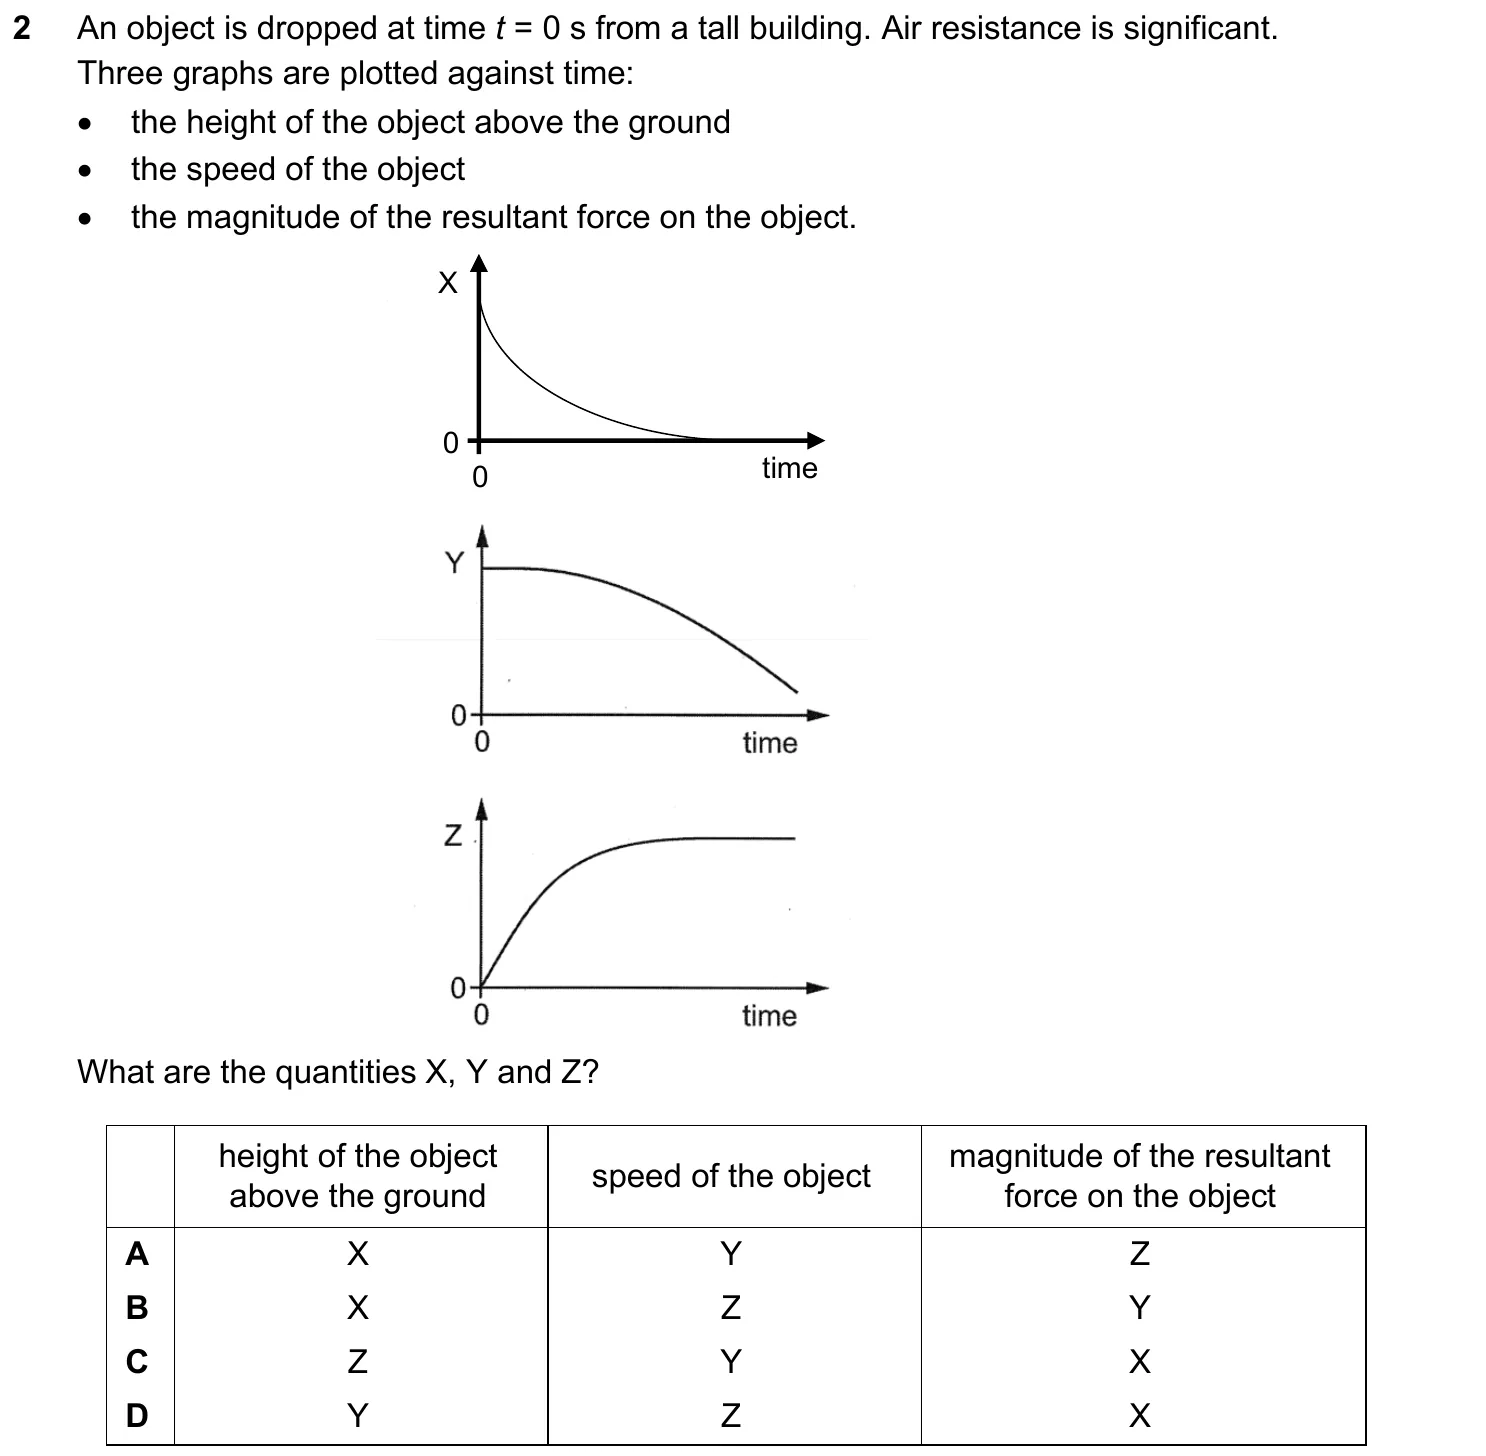 2 An object is dropped at time t = 0 s from a tall building. Air resistance is significant.
Three graphs are plotted against time:
• the height of the object above the ground
• the speed of the object
• the magnitude of the resultant force on the object.
X
0
0
time
Y
0
0
time
Z
0
0
time
What are the quantities X, Y and Z?
height of the object above the ground
speed of the object
magnitude of the resultant force on the object
A X Y Z
B X Z Y
C Z Y X
D Y Z X